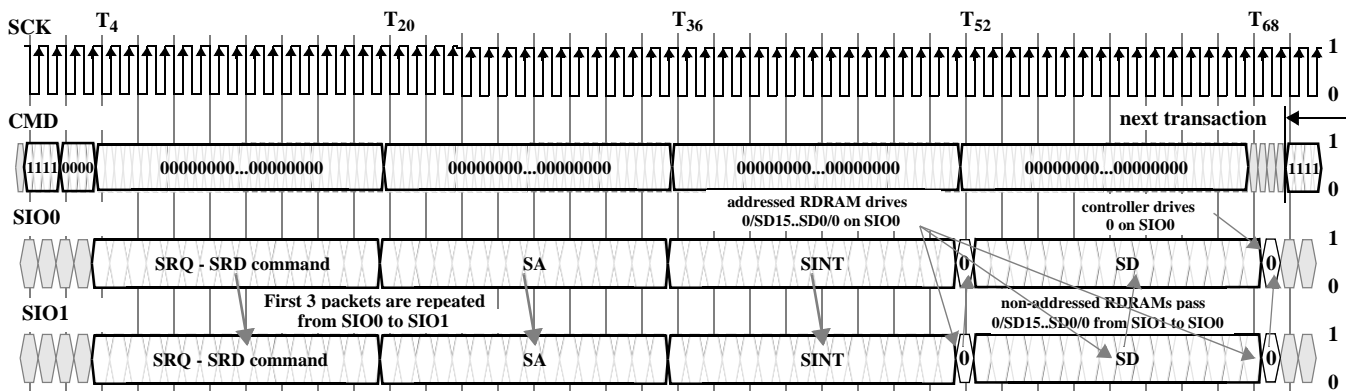 T4 T20 T36 T52 T68
SCK
1
0
CMD
next transaction
1
1111 0000 00000000...00000000 00000000...00000000 00000000...00000000 00000000...00000000 1111
0
addressed RDRAM drives
0/SD15..SD0/0 on SIO0
controller drives
0 on SIO0
SIO0
1
SRQ - SRD command SA SINT 0 SD 0
0
First 3 packets are repeated
from SIO0 to SIO1
non-addressed RDRAMs pass
0/SD15..SD0/0 from SIO1 to SIO0
SIO1
1
SRQ - SRD command SA SINT 0 SD 0
0